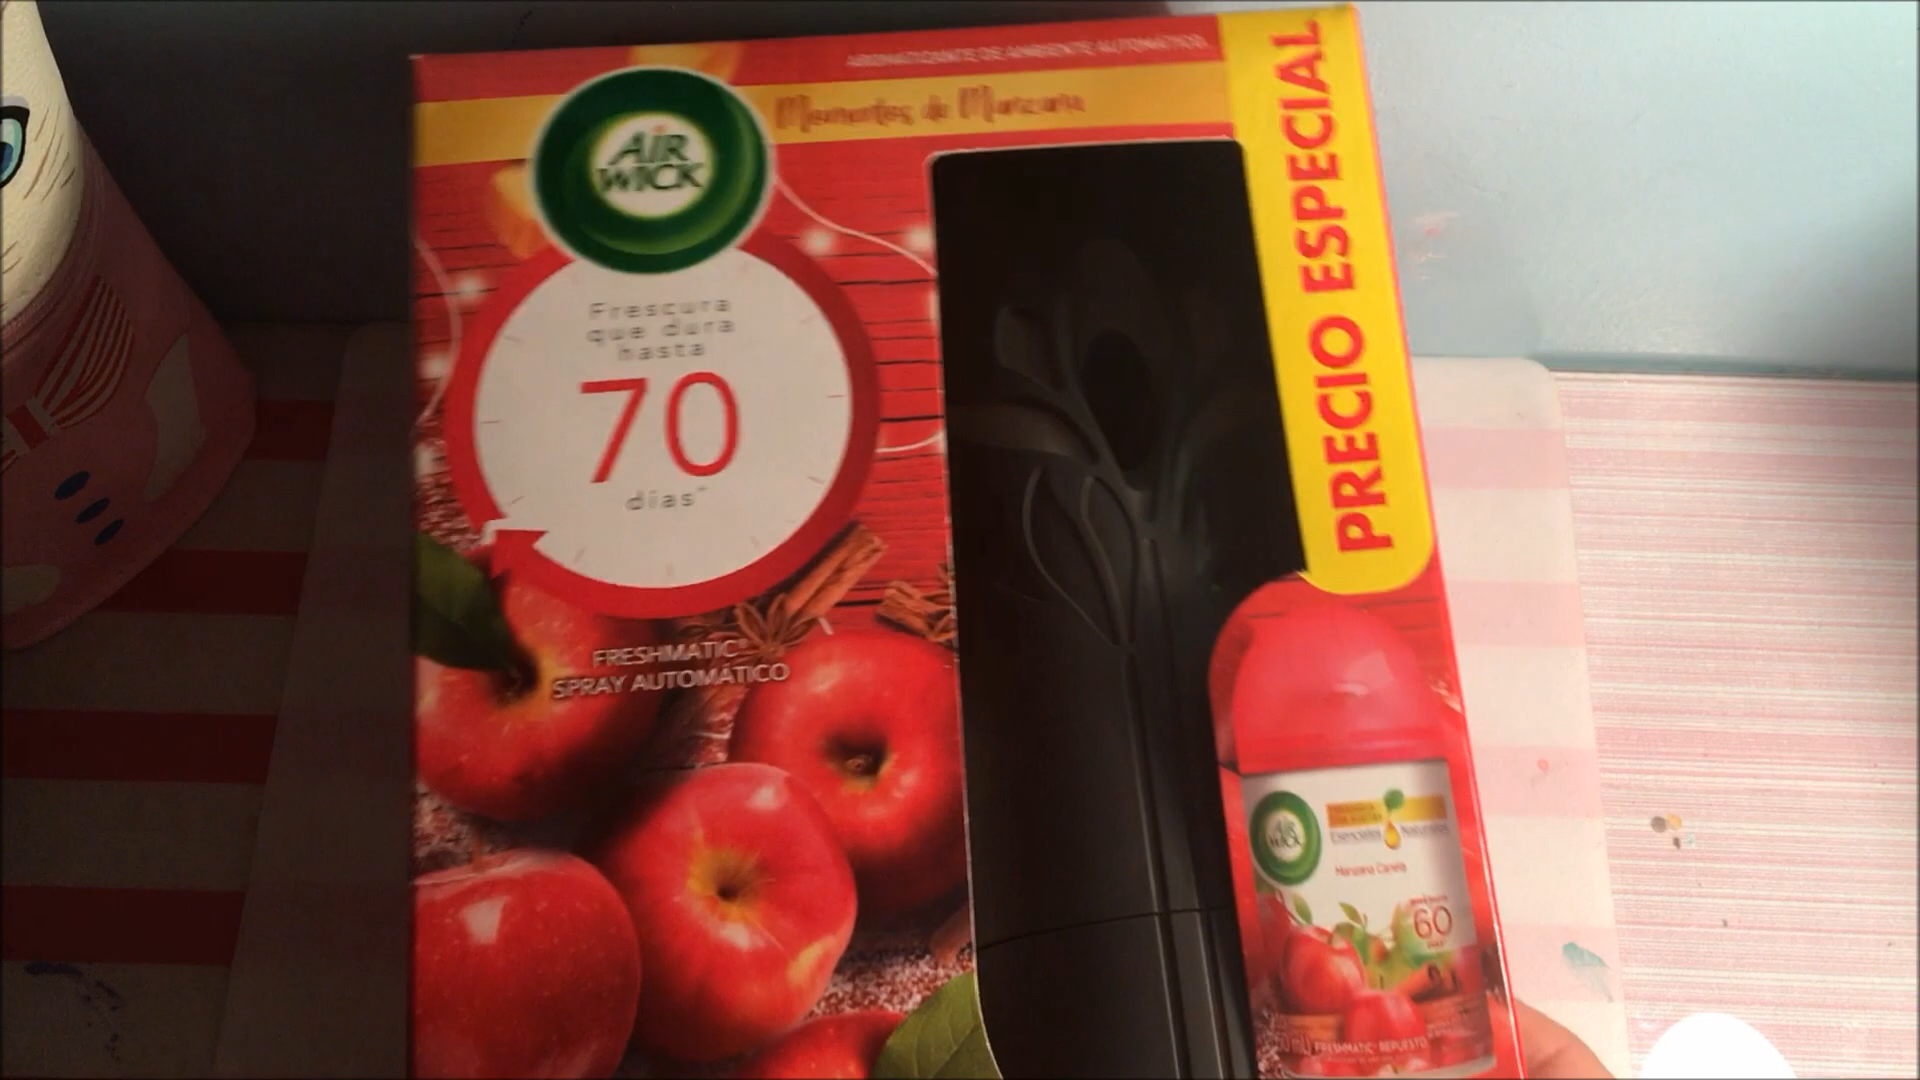 AROMATIZANTE DE AMBIENTE AUTOMÁTICO
Momentos de Manzana
AIR
WICK
PRECIO ESPECIAL
Frescura
que dura
hasta
70
días
FRESHMATIC®
SPRAY AUTOMÁTICO
AIR
WICK
Esenciales Naturales
Manzana Canela
60
FRESHMATIC® REPUESTO